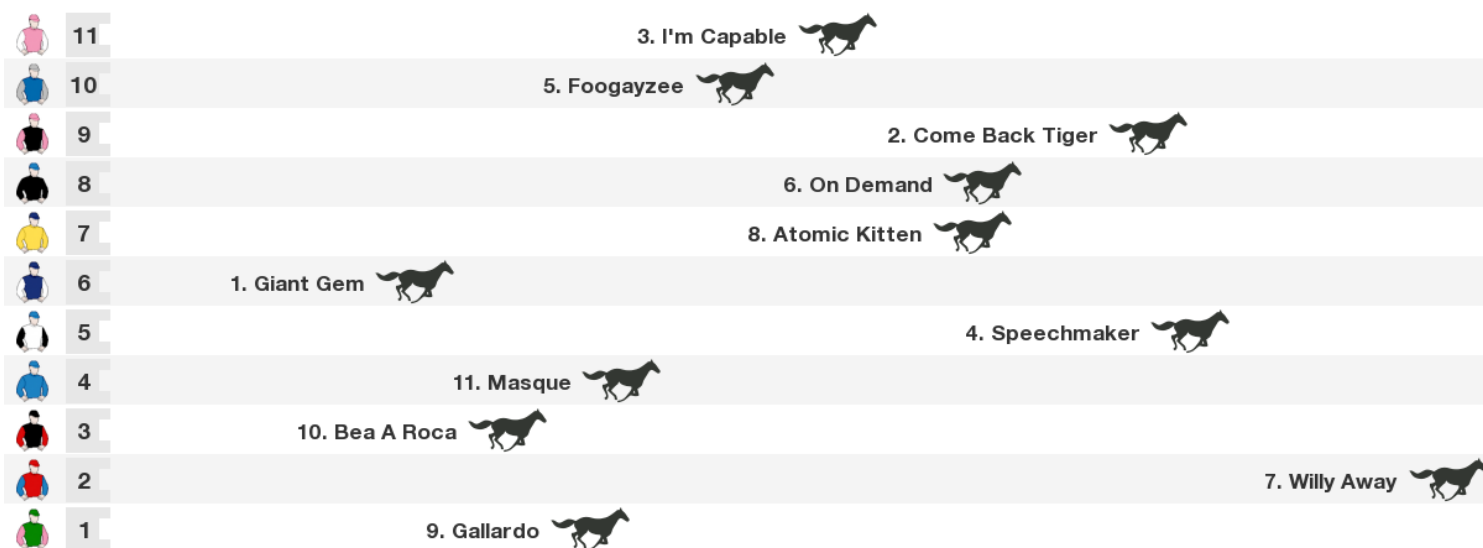 11 3. I'm Capable
10 5. Foogayzee
9 2. Come Back Tiger
8 6. On Demand
7 8. Atomic Kitten
6 1. Giant Gem
5 4. Speechmaker
4 11. Masque
3 10. Bea A Roca
2 7. Willy Away
1 9. Gallardo